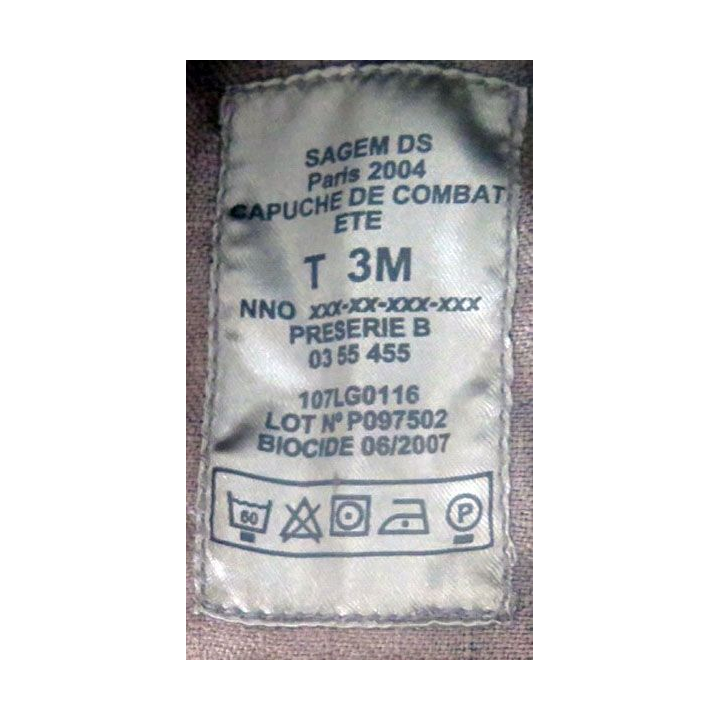 SAGEM DS
Paris 2004
CAPUCHE DE COMBAT
ETE
T 3M
NNO xxx-xx-xxx-xxx
PRESERIE B
03 55 455
107LG0116
LOT Nº P097502
BIOCIDE 06/2007
60 P